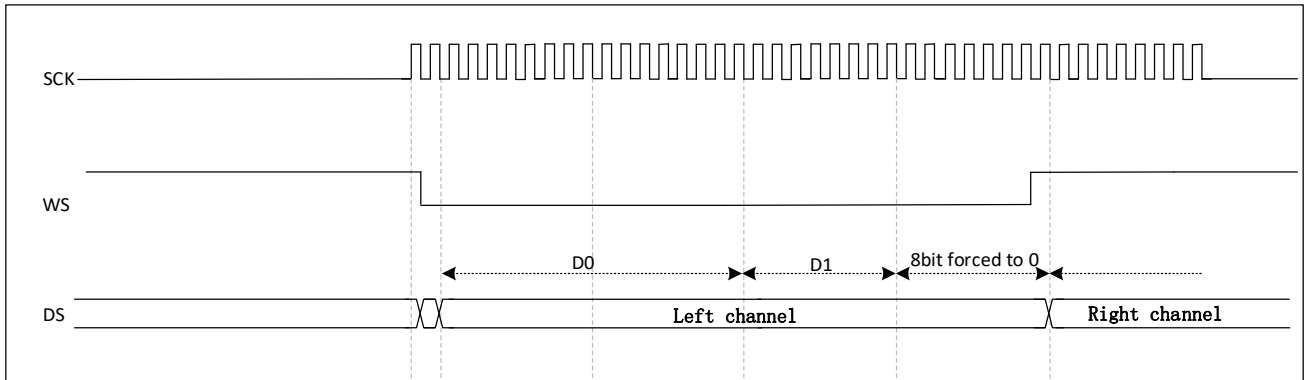 SCK
WS
D0
D1
8bit forced to 0
DS
Left channel
Right channel